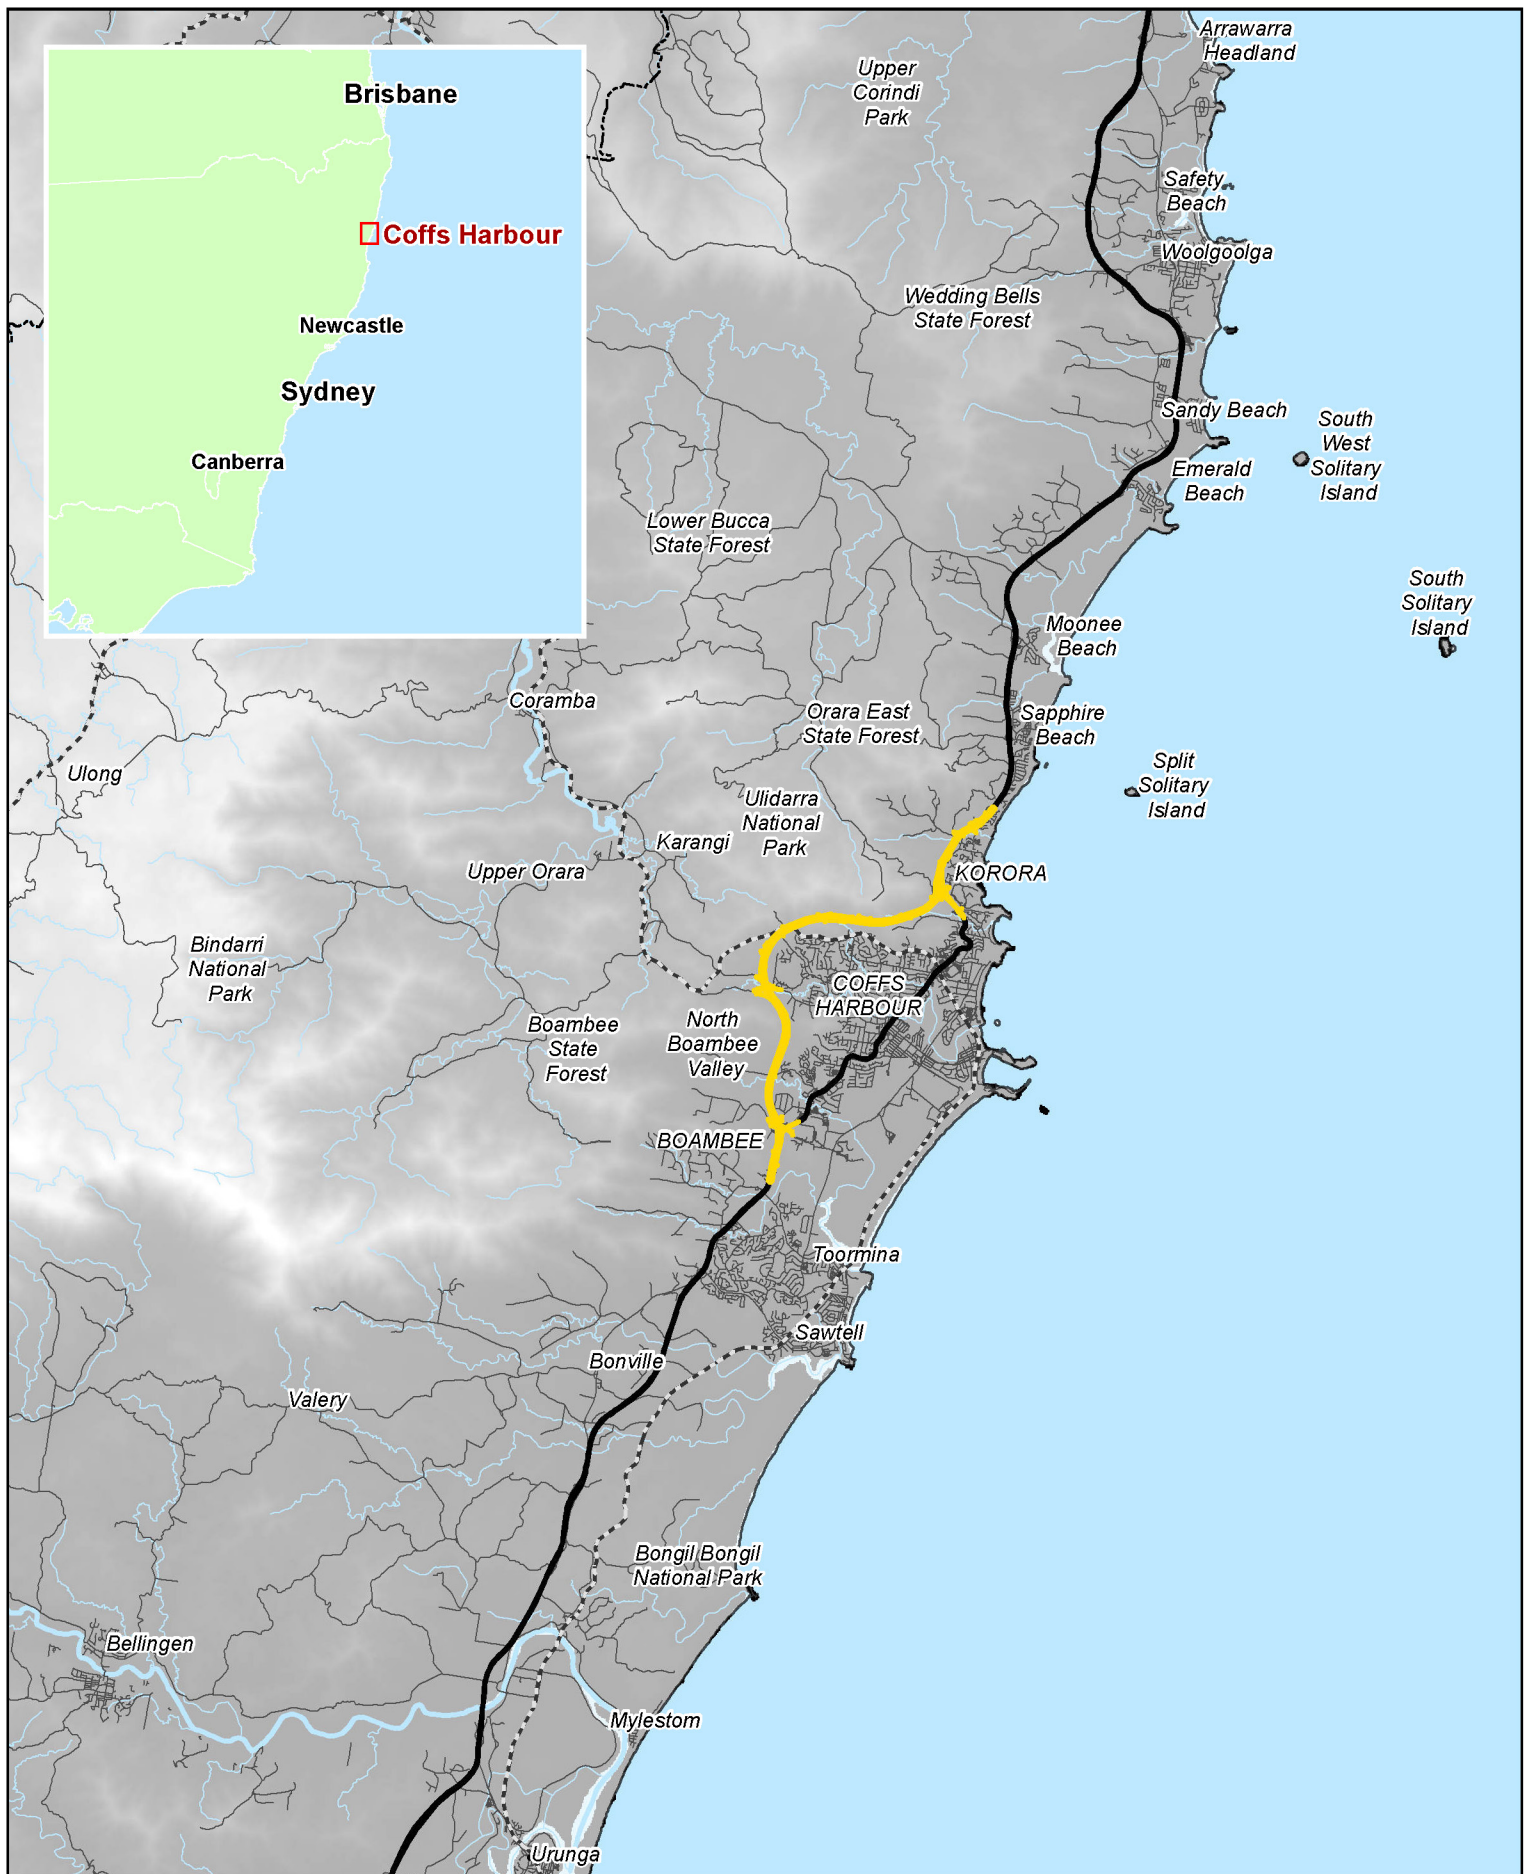 Brisbane
Coffs Harbour
Newcastle
Sydney
Canberra
Arrawarra
Headland
Upper
Corindi
Park
Safety
Beach
Woolgoolga
Wedding Bells
State Forest
Sandy Beach
South
West
Solitary
Island
Emerald
Beach
Lower Bucca
State Forest
South
Solitary
Island
Moonee
Beach
Coramba
Orara East
State Forest
Sapphire
Beach
Ulong
Split
Solitary
Island
Ulidarra
National
Park
Karangi
Upper Orara
KORORA
Bindarri
National
Park
COFFS
HARBOUR
Boambee
State
Forest
North
Boambee
Valley
BOAMBEE
Toormina
Sawtell
Bonville
Valery
Bongil Bongil
National Park
Bellingen
Mylestom
Urunga